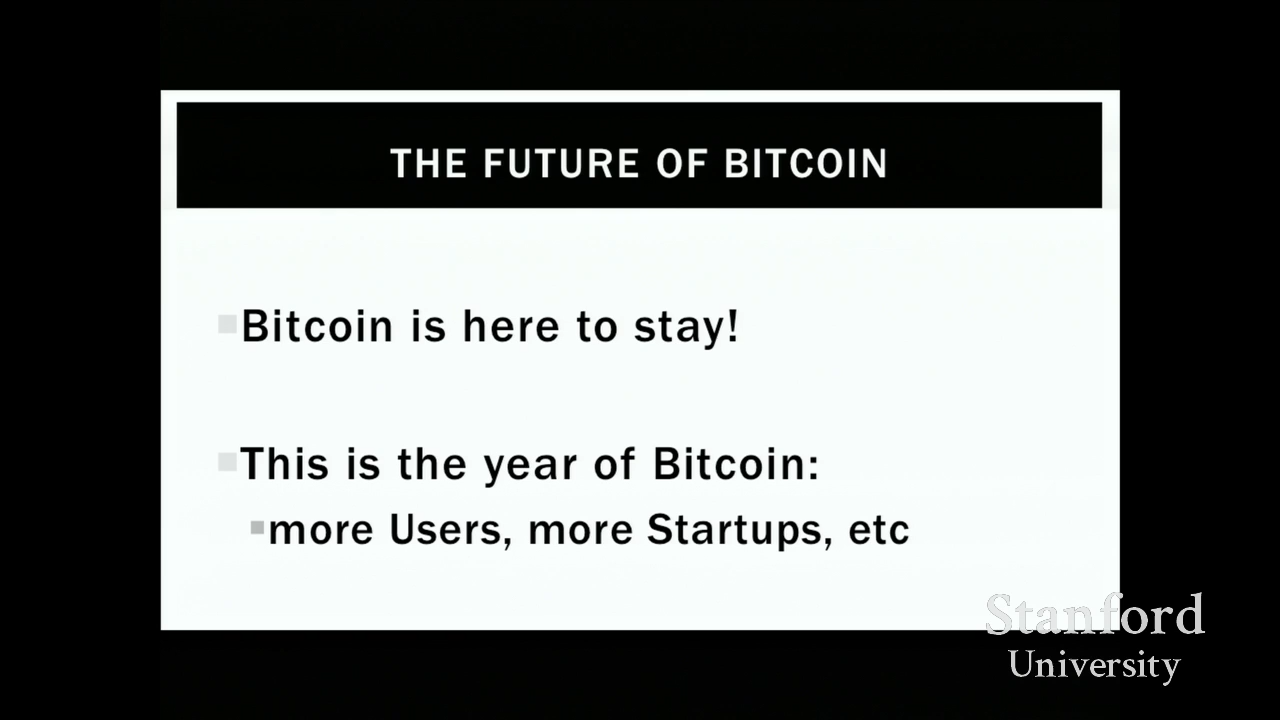 THE FUTURE OF BITCOIN
Bitcoin is here to stay!
This is the year of Bitcoin:
more Users, more Startups, etc
Stanford
University